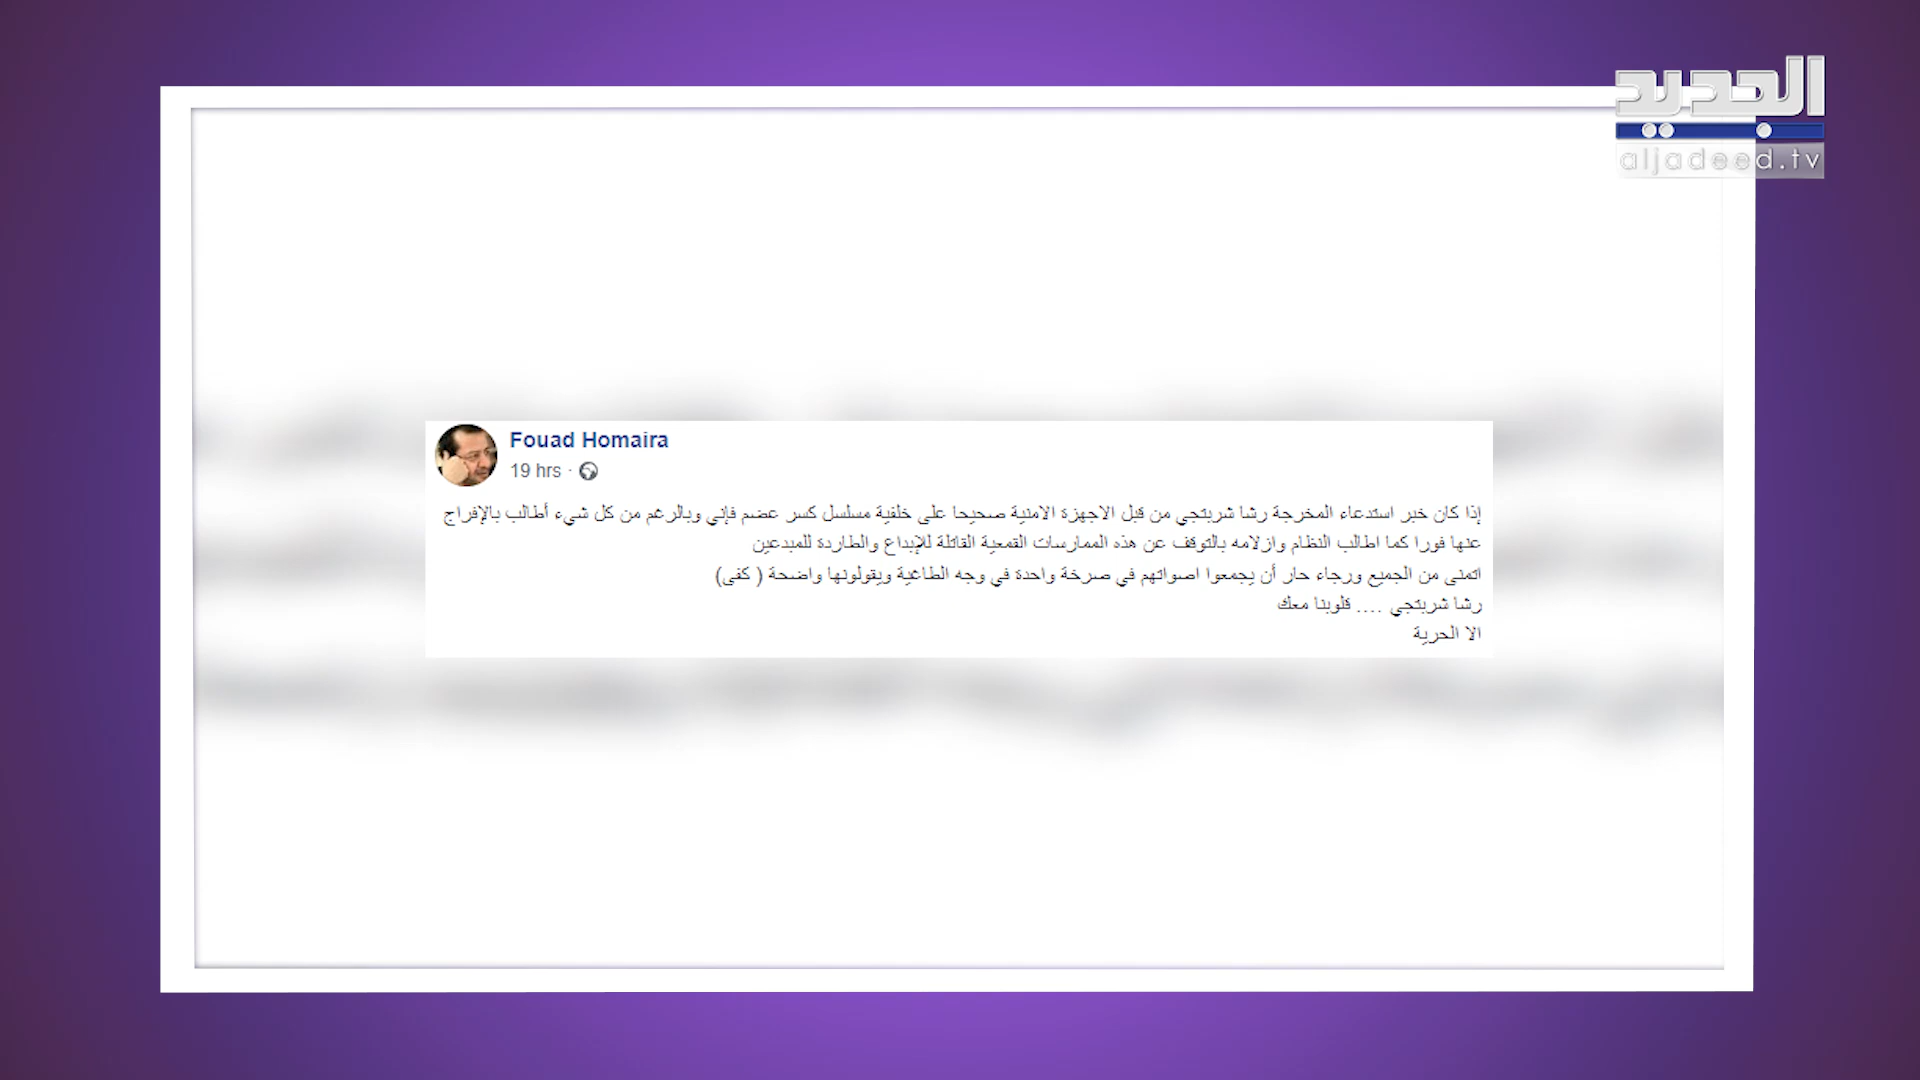 الجديد
aljadeed.tv
Fouad Homaira
19 hrs ·
إذا كان خبر استدعاء المخرجة رشا شربتجي من قبل الاجهزة الامنية صحيحا على خلفية مسلسل كسر عضم فإني وبالرغم من كل شيء أطالب بالإفراج
عنها فورا كما اطالب النظام وازلامه بالتوقف عن هذه الممارسات القمعية القاتلة للإبداع والطاردة للمبدعين
اتمنى من الجميع ورجاء حار أن يجمعوا اصواتهم في صرخة واحدة في وجه الطاغية ويقولونها واضحة ( كفى)
رشا شربتجي .... قلوبنا معك
الا الحرية